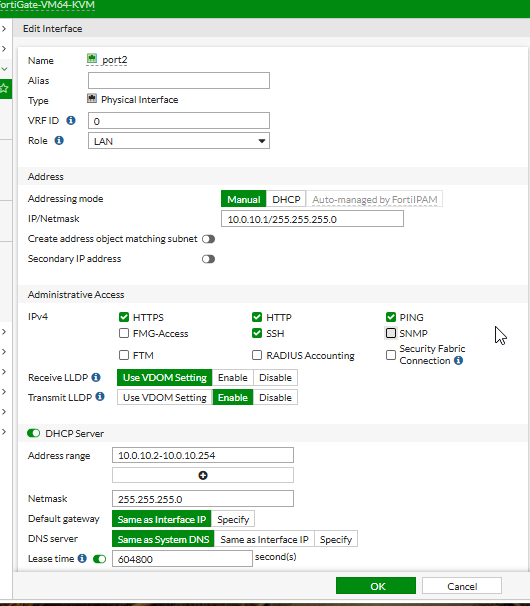 FortiGate-VM64-KVM
Edit Interface
Name port2
Alias
Type Physical Interface
VRF ID 0
Role LAN
Address
Addressing mode Manual DHCP Auto-managed by FortiIPAM
IP/Netmask 10.0.10.1/255.255.255.0
Create address object matching subnet
Secondary IP address
Administrative Access
IPv4 HTTPS HTTP PING
FMG-Access SSH SNMP
FTM RADIUS Accounting Security Fabric
Connection
Receive LLDP Use VDOM Setting Enable Disable
Transmit LLDP Use VDOM Setting Enable Disable
DHCP Server
Address range 10.0.10.2-10.0.10.254
Netmask 255.255.255.0
Default gateway Same as Interface IP Specify
DNS server Same as System DNS Same as Interface IP Specify
Lease time 604800 second(s)
OK Cancel